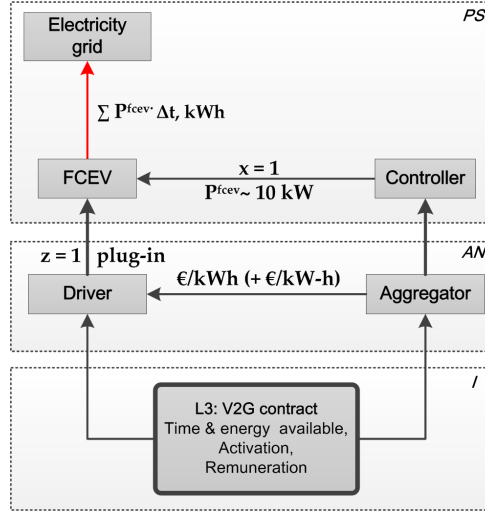 PS
Electricity
grid
∑ Pᶠᶜᵉᵛ· Δt, kWh
FCEV
x = 1
Pᶠᶜᵉᵛ~ 10 kW
Controller
AN
z = 1 plug-in
€/kWh (+ €/kW-h)
Driver
Aggregator
I
L3: V2G contract
Time & energy available,
Activation,
Remuneration